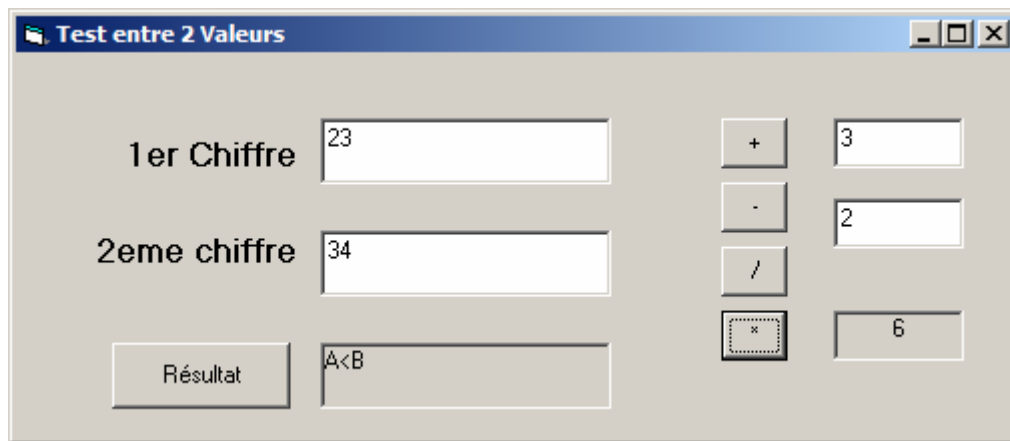 Test entre 2 Valeurs
1er Chiffre
23
2eme chiffre
34
Résultat
A<B
+
3
-
2
/
*
6